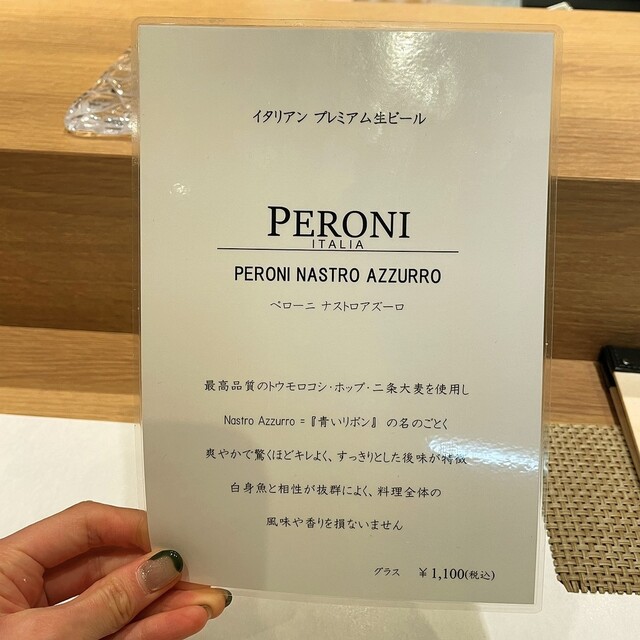 イタリアン プレミアム生ビール
PERONI
ITALIA
PERONI NASTRO AZZURRO
ペローニ ナストロアズーロ
最高品質のトウモロコシ・ホップ・二条大麦を使用し
Nastro Azzurro = 『青いリボン』 の名のごとく
爽やかで驚くほどキレよく、すっきりとした後味が特徴
白身魚と相性が抜群によく、料理全体の
風味や香りを損ないません
グラス ￥1,100(税込)